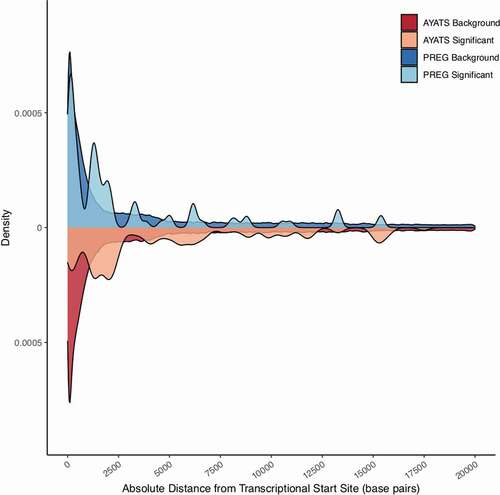 AYATS Background
AYATS Significant
PREG Background
PREG Significant
Density
0.0005
0
0.0005
0
2500
5000
7500
10000
12500
15000
17500
20000
Absolute Distance from Transcriptional Start Site (base pairs)